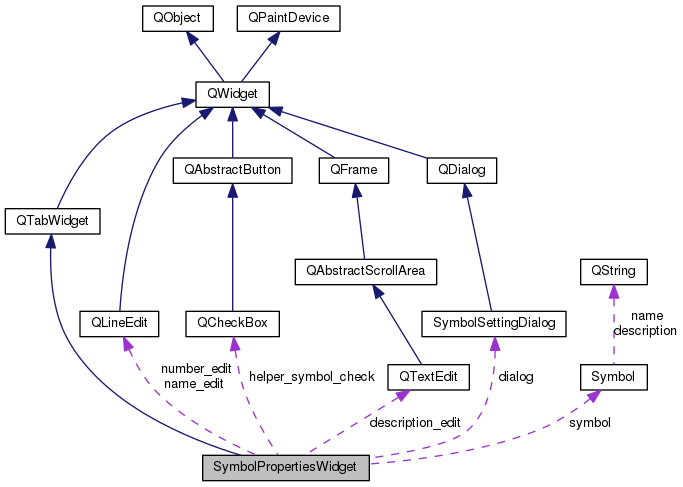 QObject
QPaintDevice
QWidget
QAbstractButton
QFrame
QDialog
QTabWidget
QAbstractScrollArea
QString
name
description
QLineEdit
QCheckBox
SymbolSettingDialog
number_edit
name_edit
helper_symbol_check
QTextEdit
dialog
Symbol
description_edit
symbol
SymbolPropertiesWidget